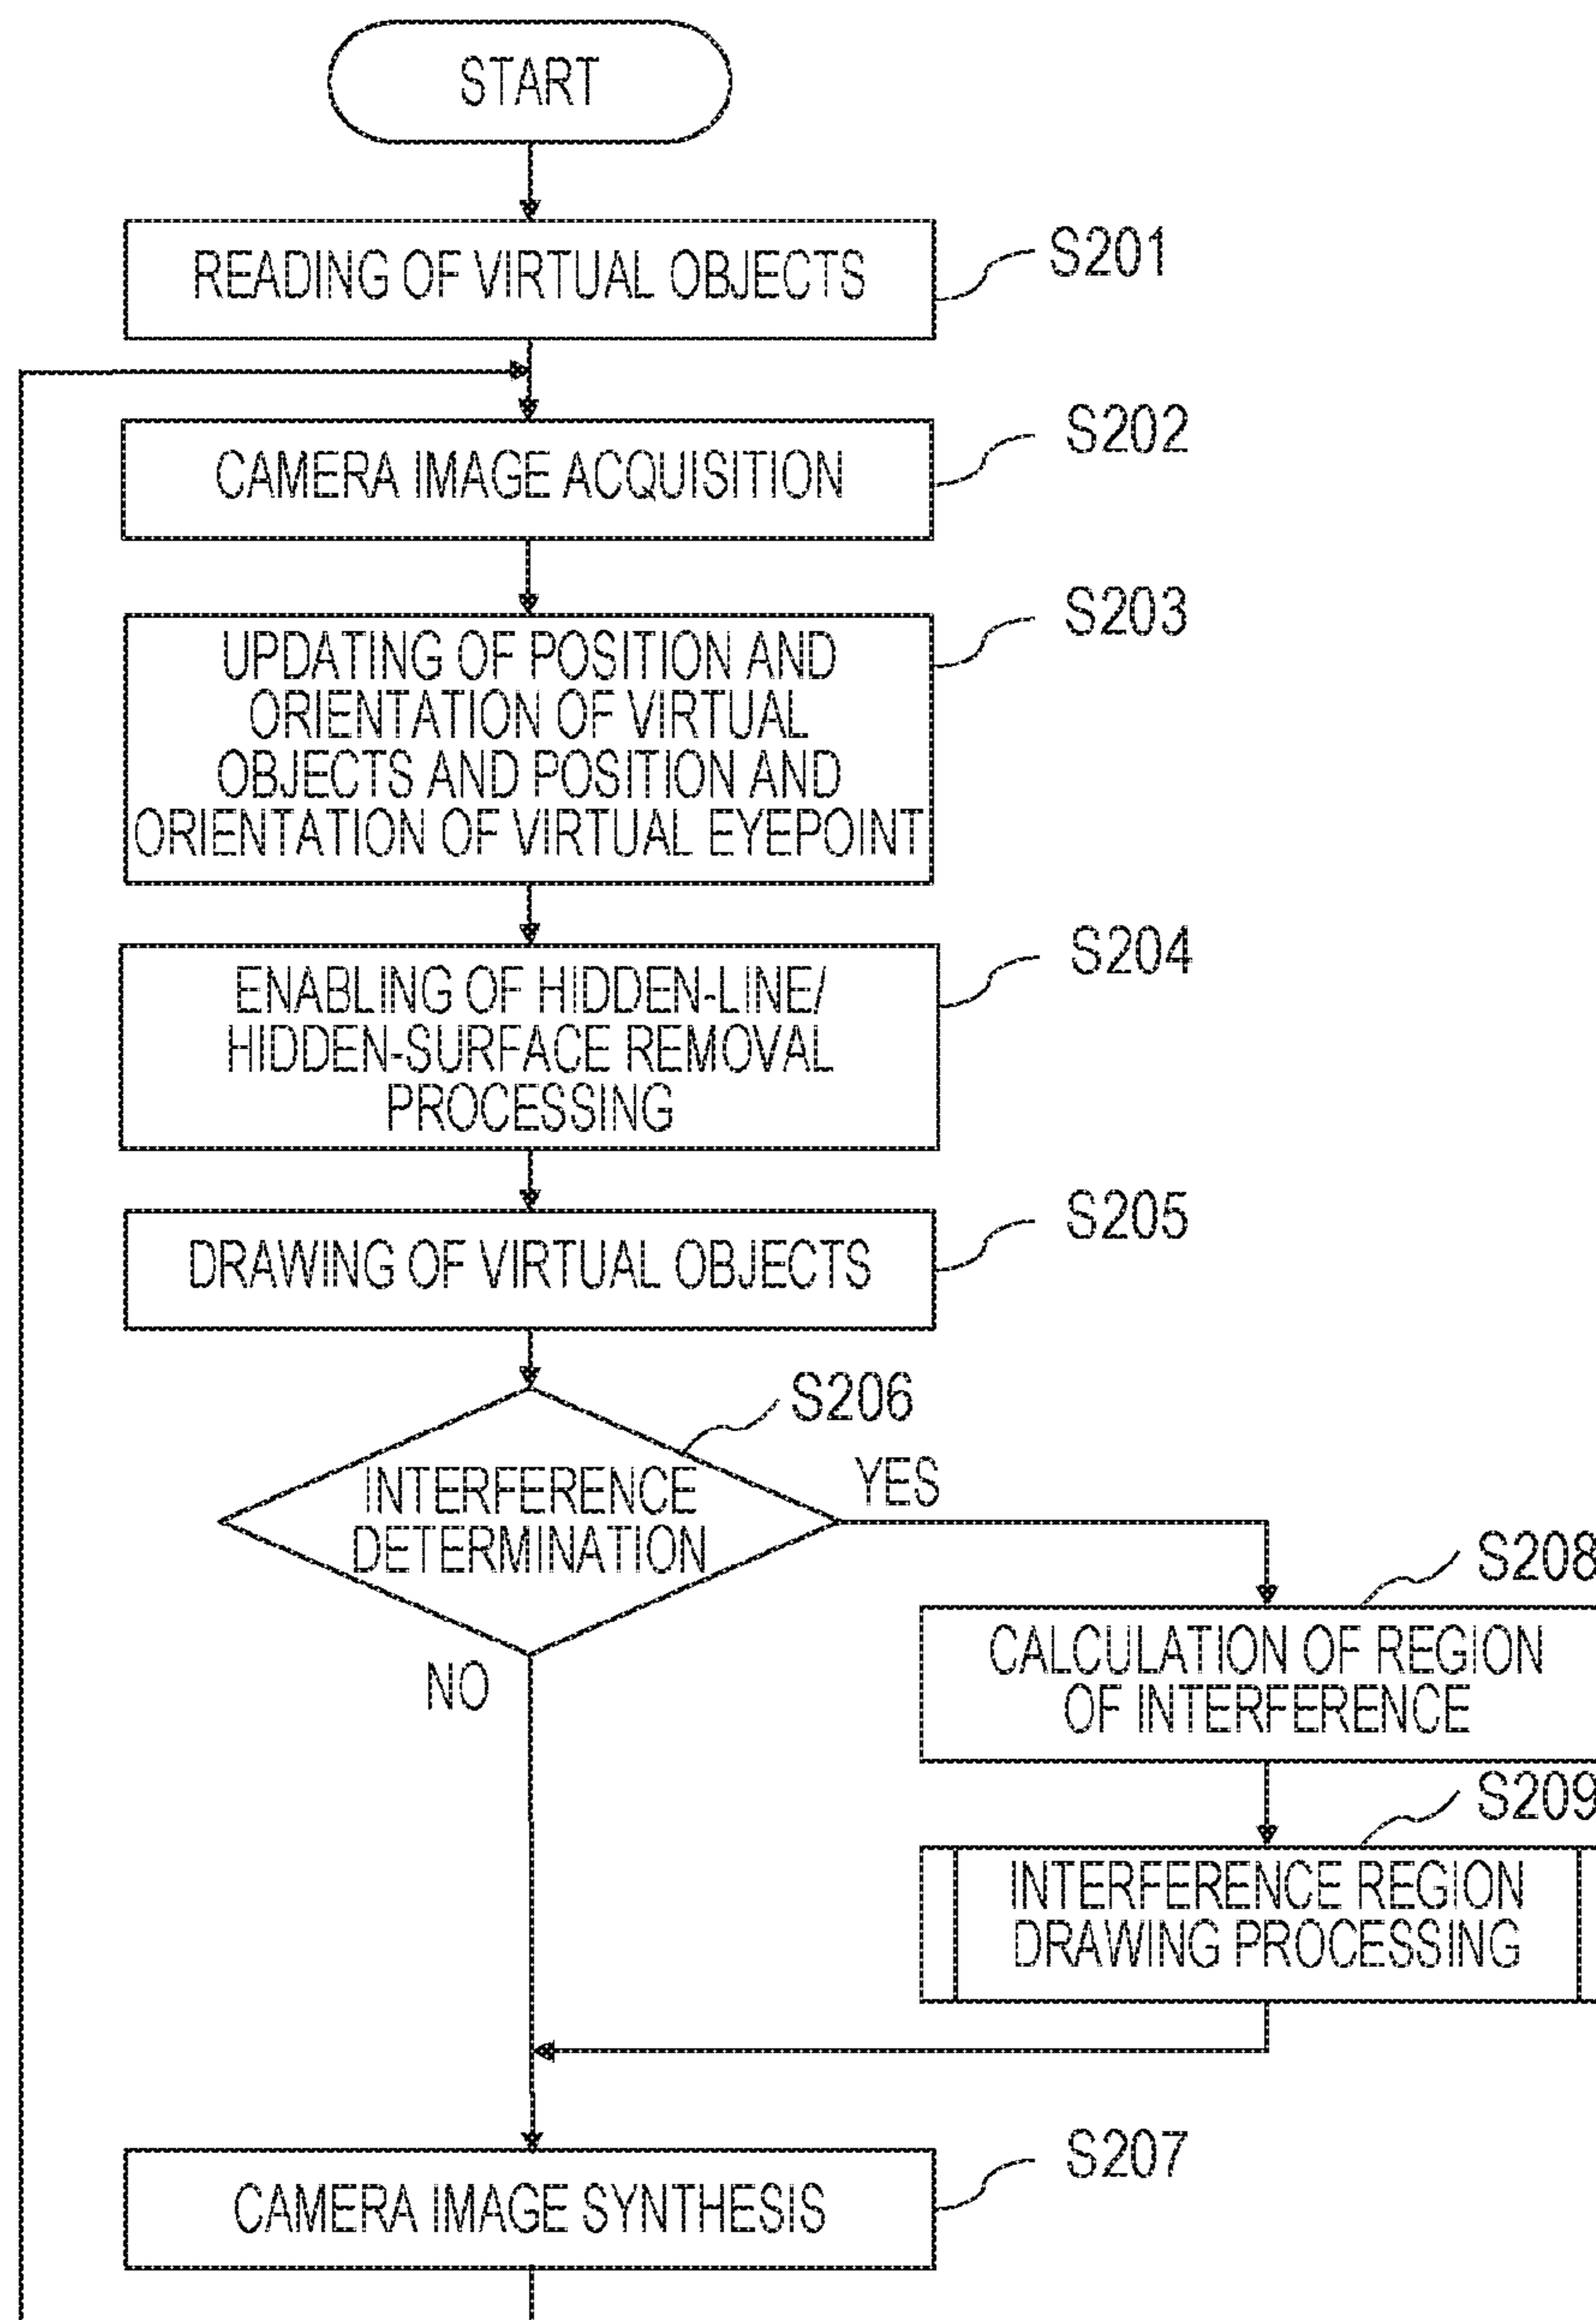 START
READING OF VIRTUAL OBJECTS
S201
CAMERA IMAGE ACQUISITION
S202
UPDATING OF POSITION AND
ORIENTATION OF VIRTUAL
OBJECTS AND POSITION AND
ORIENTATION OF VIRTUAL EYEPOINT
S203
ENABLING OF HIDDEN-LINE/
HIDDEN-SURFACE REMOVAL
PROCESSING
S204
DRAWING OF VIRTUAL OBJECTS
S205
INTERFERENCE
DETERMINATION
S206
YES
NO
CALCULATION OF REGION
OF INTERFERENCE
S208
INTERFERENCE REGION
DRAWING PROCESSING
S209
CAMERA IMAGE SYNTHESIS
S207